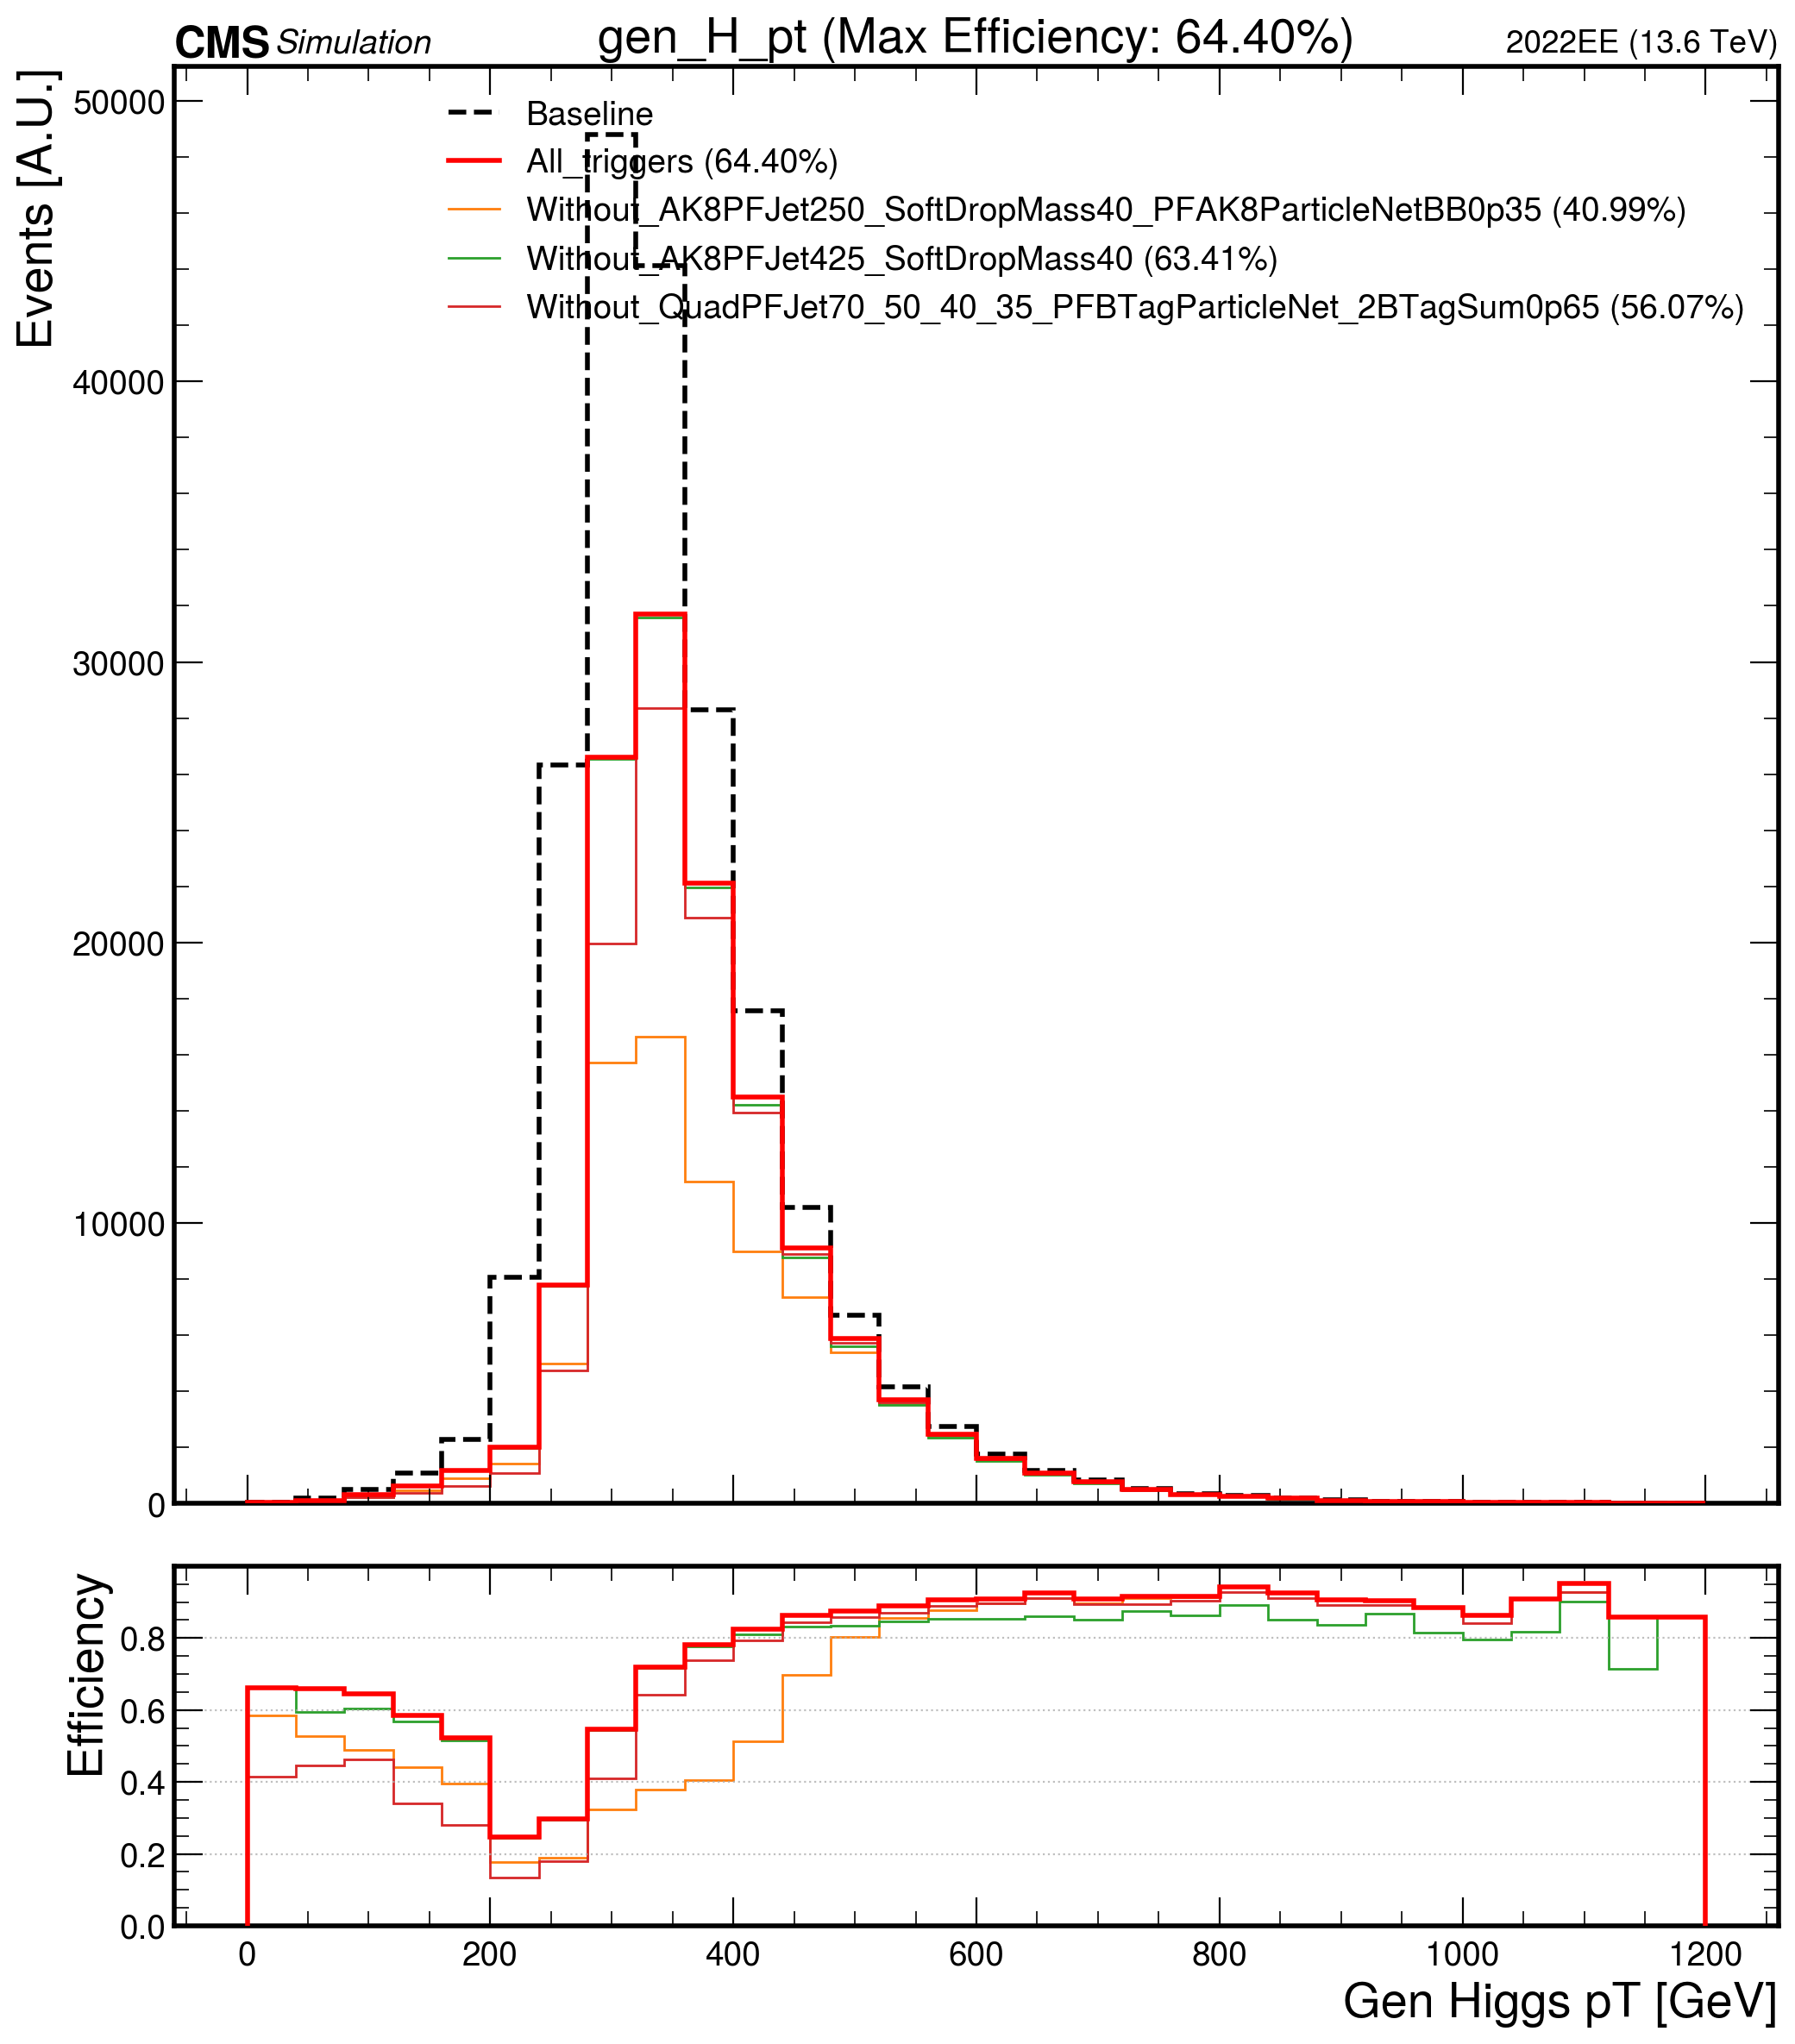 CMS Simulation gen_H_pt (Max Efficiency: 64.40%) 2022EE (13.6 TeV)
Events [A.U.]
50000
40000
30000
20000
10000
0
Baseline
All_triggers (64.40%)
Without_AK8PFJet250_SoftDropMass40_PFAK8ParticleNetBB0p35 (40.99%)
Without_AK8PFJet425_SoftDropMass40 (63.41%)
Without_QuadPFJet70_50_40_35_PFBTagParticleNet_2BTagSum0p65 (56.07%)
Efficiency
0.8
0.6
0.4
0.2
0.0
0 200 400 600 800 1000 1200
Gen Higgs pT [GeV]